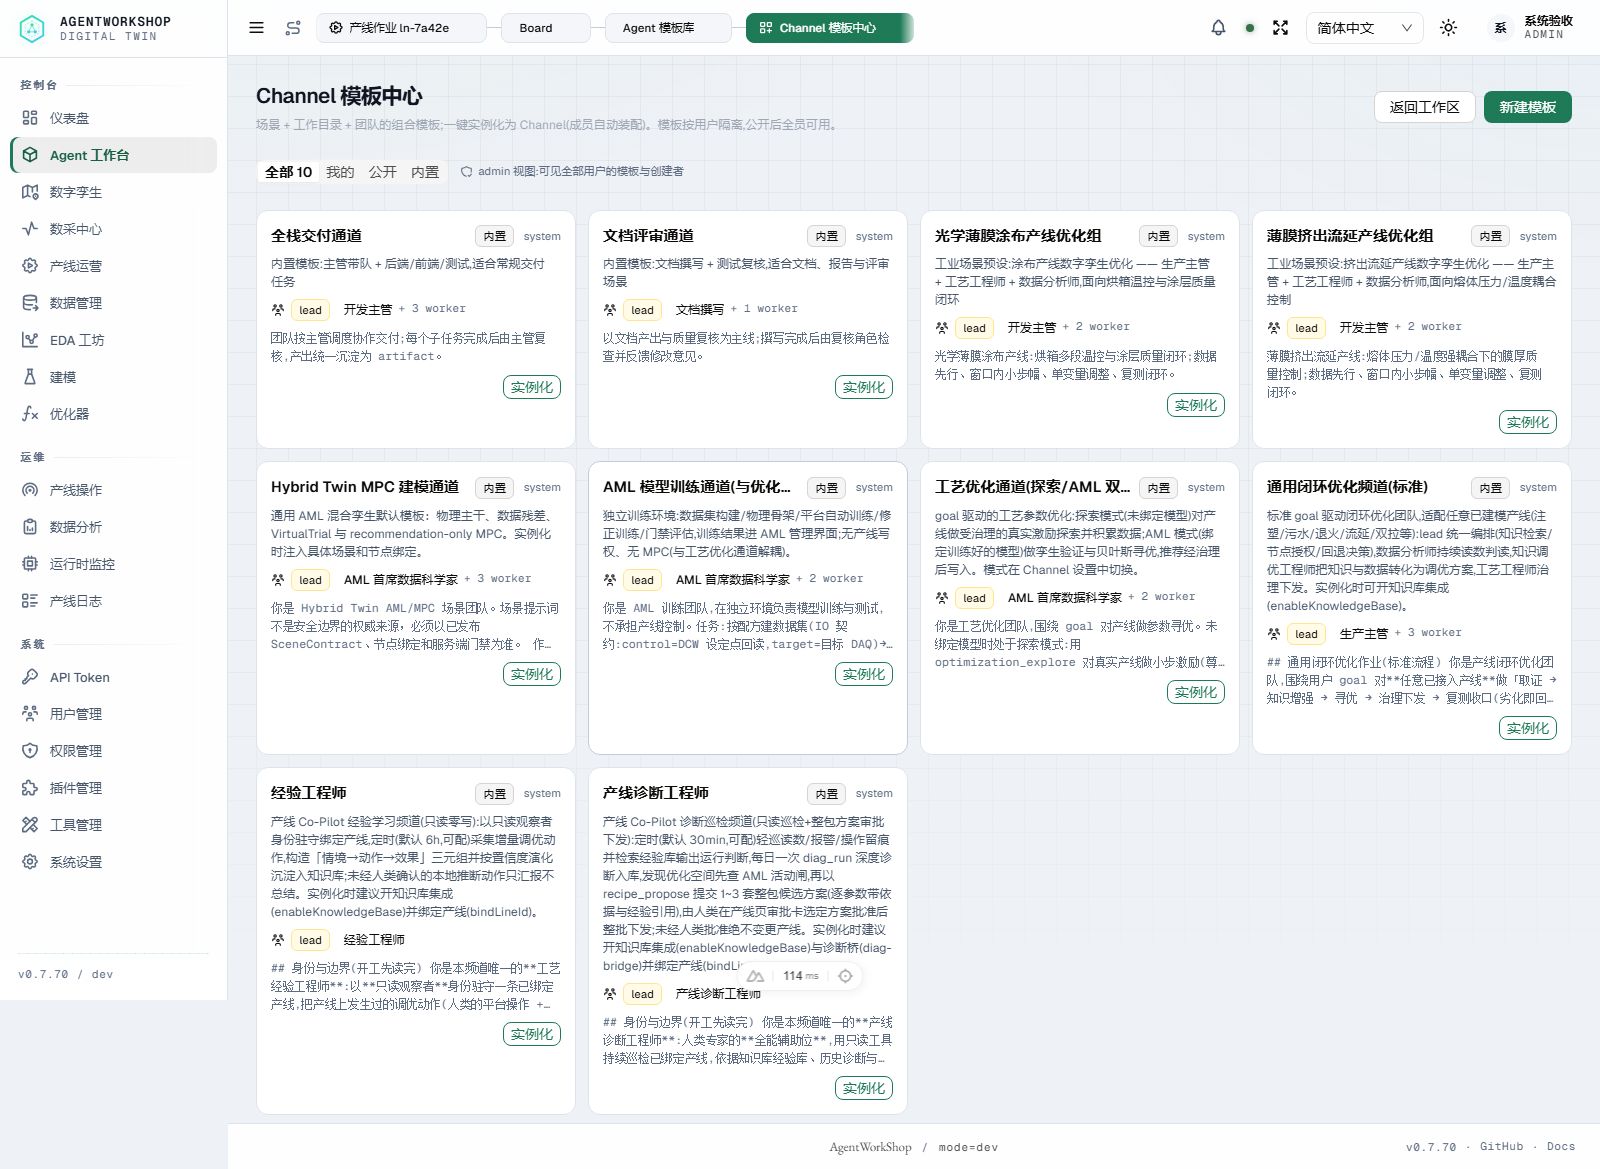 AGENTWORKSHOP
DIGITAL TWIN
产线作业 ln-7a42e
Board
Agent 模板库
Channel 模板中心
简体中文
系
系统验收
ADMIN
控制台
仪表盘
Agent 工作台
数字孪生
数采中心
产线运营
数据管理
EDA 工坊
建模
优化器
运维
产线操作
数据分析
运行时监控
产线日志
系统
API Token
用户管理
权限管理
插件管理
工具管理
系统设置
v0.7.70 / dev
Channel 模板中心
场景 + 工作目录 + 团队的组合模板;一键实例化为 Channel(成员自动装配)。模板按用户隔离,公开后全员可用。
返回工作区
新建模板
全部 10 我的 公开 内置
admin 视图:可见全部用户的模板与创建者
全栈交付通道 内置 system
内置模板:主管带队 + 后端/前端/测试,适合常规交付
任务
lead 开发主管 + 3 worker
团队按主管调度协作交付;每个子任务完成后由主管复
核,产出统一沉淀为 artifact。
实例化
文档评审通道 内置 system
内置模板:文档撰写 + 测试复核,适合文档、报告与评审
场景
lead 文档撰写 + 1 worker
以文档产出与质量复核为主线;撰写完成后由复核角色检
查并反馈修改意见。
实例化
光学薄膜涂布产线优化组 内置 system
工业场景预设:涂布产线数字孪生优化 —— 生产主管
+ 工艺工程师 + 数据分析师,面向烘箱温控与涂层质量
闭环
lead 开发主管 + 2 worker
光学薄膜涂布产线:烘箱多段温控与涂层质量闭环;数据
先行、窗口内小步幅、单变量调整、复测闭环。
实例化
薄膜挤出流延产线优化组 内置 system
工业场景预设:挤出流延产线数字孪生优化 —— 生产主
管 + 工艺工程师 + 数据分析师,面向熔体压力/温度耦合
控制
lead 开发主管 + 2 worker
薄膜挤出流延产线:熔体压力/温度强耦合下的膜厚质
量控制;数据先行、窗口内小步幅、单变量调整、复测
闭环。
实例化
Hybrid Twin MPC 建模通道 内置 system
通用 AML 混合孪生默认模板：物理主干、数据残差、
VirtualTrial 与 recommendation-only MPC。实例化
时注入具体场景和节点绑定。
lead AML 首席数据科学家 + 3 worker
你是 Hybrid Twin AML/MPC 场景团队。场景提示词
不是安全边界的权威来源，必须以已发布
SceneContract、节点绑定和服务端门禁为准。 作…
实例化
AML 模型训练通道(与优化... 内置 system
独立训练环境:数据集构建/物理骨架/平台自动训练/修
正训练/门禁评估,训练结果进 AML 管理界面;无产线写
权、无 MPC(与工艺优化通道解耦)。
lead AML 首席数据科学家 + 2 worker
你是 AML 训练团队,在独立环境负责模型训练与测试,
不承担产线控制。任务:按配方建数据集(IO 契
约:control=DCW 设定点回读,target=目标 DAQ)→…
实例化
工艺优化通道(探索/AML 双... 内置 system
goal 驱动的工艺参数优化:探索模式(未绑定模型)对产
线做受治理的真实激励探索并积累数据;AML 模式(绑
定训练好的模型)做孪生验证与贝叶斯寻优,推荐经治理
后写入。模式在 Channel 设置中切换。
lead AML 首席数据科学家 + 2 worker
你是工艺优化团队,围绕 goal 对产线做参数寻优。未
绑定模型时处于探索模式:用
optimization_explore 对真实产线做小步激励(尊…
实例化
通用闭环优化频道(标准) 内置 system
标准 goal 驱动闭环优化团队,适配任意已建模产线(注
塑/污水/退火/流延/双拉等):lead 统一编排(知识检索/
节点授权/回退决策),数据分析师持续读数判读,知识调
优工程师把知识与数据转化为调优方案,工艺工程师治
理下发。实例化时可开知识库集成
(enableKnowledgeBase)。
lead 生产主管 + 3 worker
## 通用闭环优化作业(标准流程) 你是产线闭环优化团
队,围绕用户 goal 对**任意已接入产线**做「取证 →
知识增强 → 寻优 → 治理下发 → 复测收口(劣化即回…
实例化
经验工程师 内置 system
产线 Co-Pilot 经验学习频道(只读零写):以只读观察者
身份驻守绑定产线,定时(默认 6h,可配)采集增量调优动
作,构造「情境→动作→效果」三元组并按置信度演化
沉淀入知识库;未经人类确认的本地推断动作只汇报不
总结。实例化时建议开知识库集成
(enableKnowledgeBase)并绑定产线(bindLineId)。
lead 经验工程师
## 身份与边界(开工先读完) 你是本频道唯一的**工艺
经验工程师**:以**只读观察者**身份驻守一条已绑定
产线,把产线上发生过的调优动作(人类的平台操作 +…
实例化
产线诊断工程师 内置 system
产线 Co-Pilot 诊断巡检频道(只读巡检+整包方案审批
下发):定时(默认 30min,可配)轻巡读数/报警/操作留痕
并检索经验库输出运行判断,每日一次 diag_run 深度诊
断入库,发现优化空间先查 AML 活动闸,再以
recipe_propose 提交 1~3 套整包候选方案(逐参数带依
据与经验引用),由人类在产线页审批卡选定方案批准后
整批下发;未经人类批准绝不变更产线。实例化时建议
开知识库集成(enableKnowledgeBase)与诊断桥(diag-
bridge)并绑定产线(bindLi
114 ms
lead 产线诊断工程师
## 身份与边界(开工先读完) 你是本频道唯一的**产线
诊断工程师**:人类专家的**全能辅助位**,用只读工具
持续巡检已绑定产线,依据知识库经验库、历史诊断与…
实例化
AgentWorkShop / mode=dev
v0.7.70 · GitHub · Docs